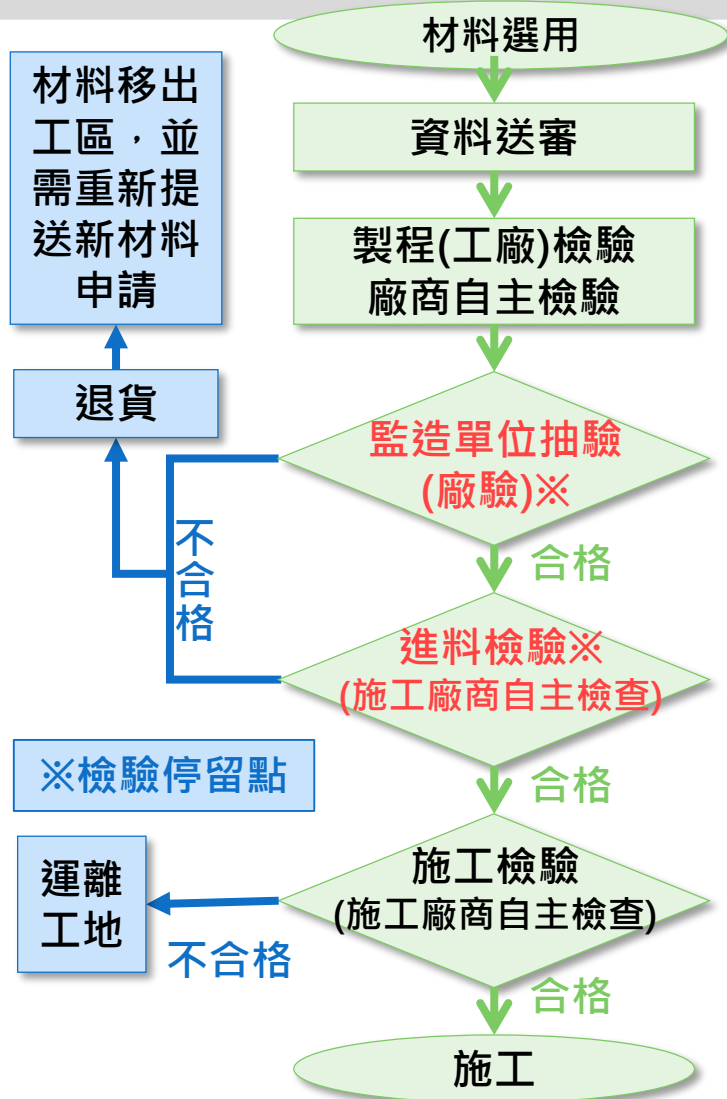 材料選用
資料送審
製程(工廠)檢驗
廠商自主檢驗
監造單位抽驗
(廠驗)※
合格
進料檢驗※
(施工廠商自主檢查)
合格
施工檢驗
(施工廠商自主檢查)
合格
施工
材料移出
工區，並
需重新提
送新材料
申請
退貨
不
合
格
※檢驗停留點
運離
工地
不合格